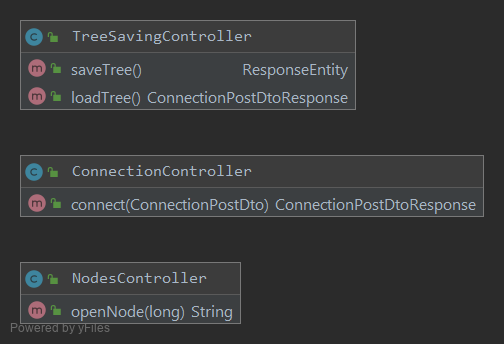 C TreeSavingController
m saveTree() ResponseEntity
m loadTree() ConnectionPostDtoResponse
C ConnectionController
m connect(ConnectionPostDto) ConnectionPostDtoResponse
C NodesController
m openNode(long) String
Powered by yFiles